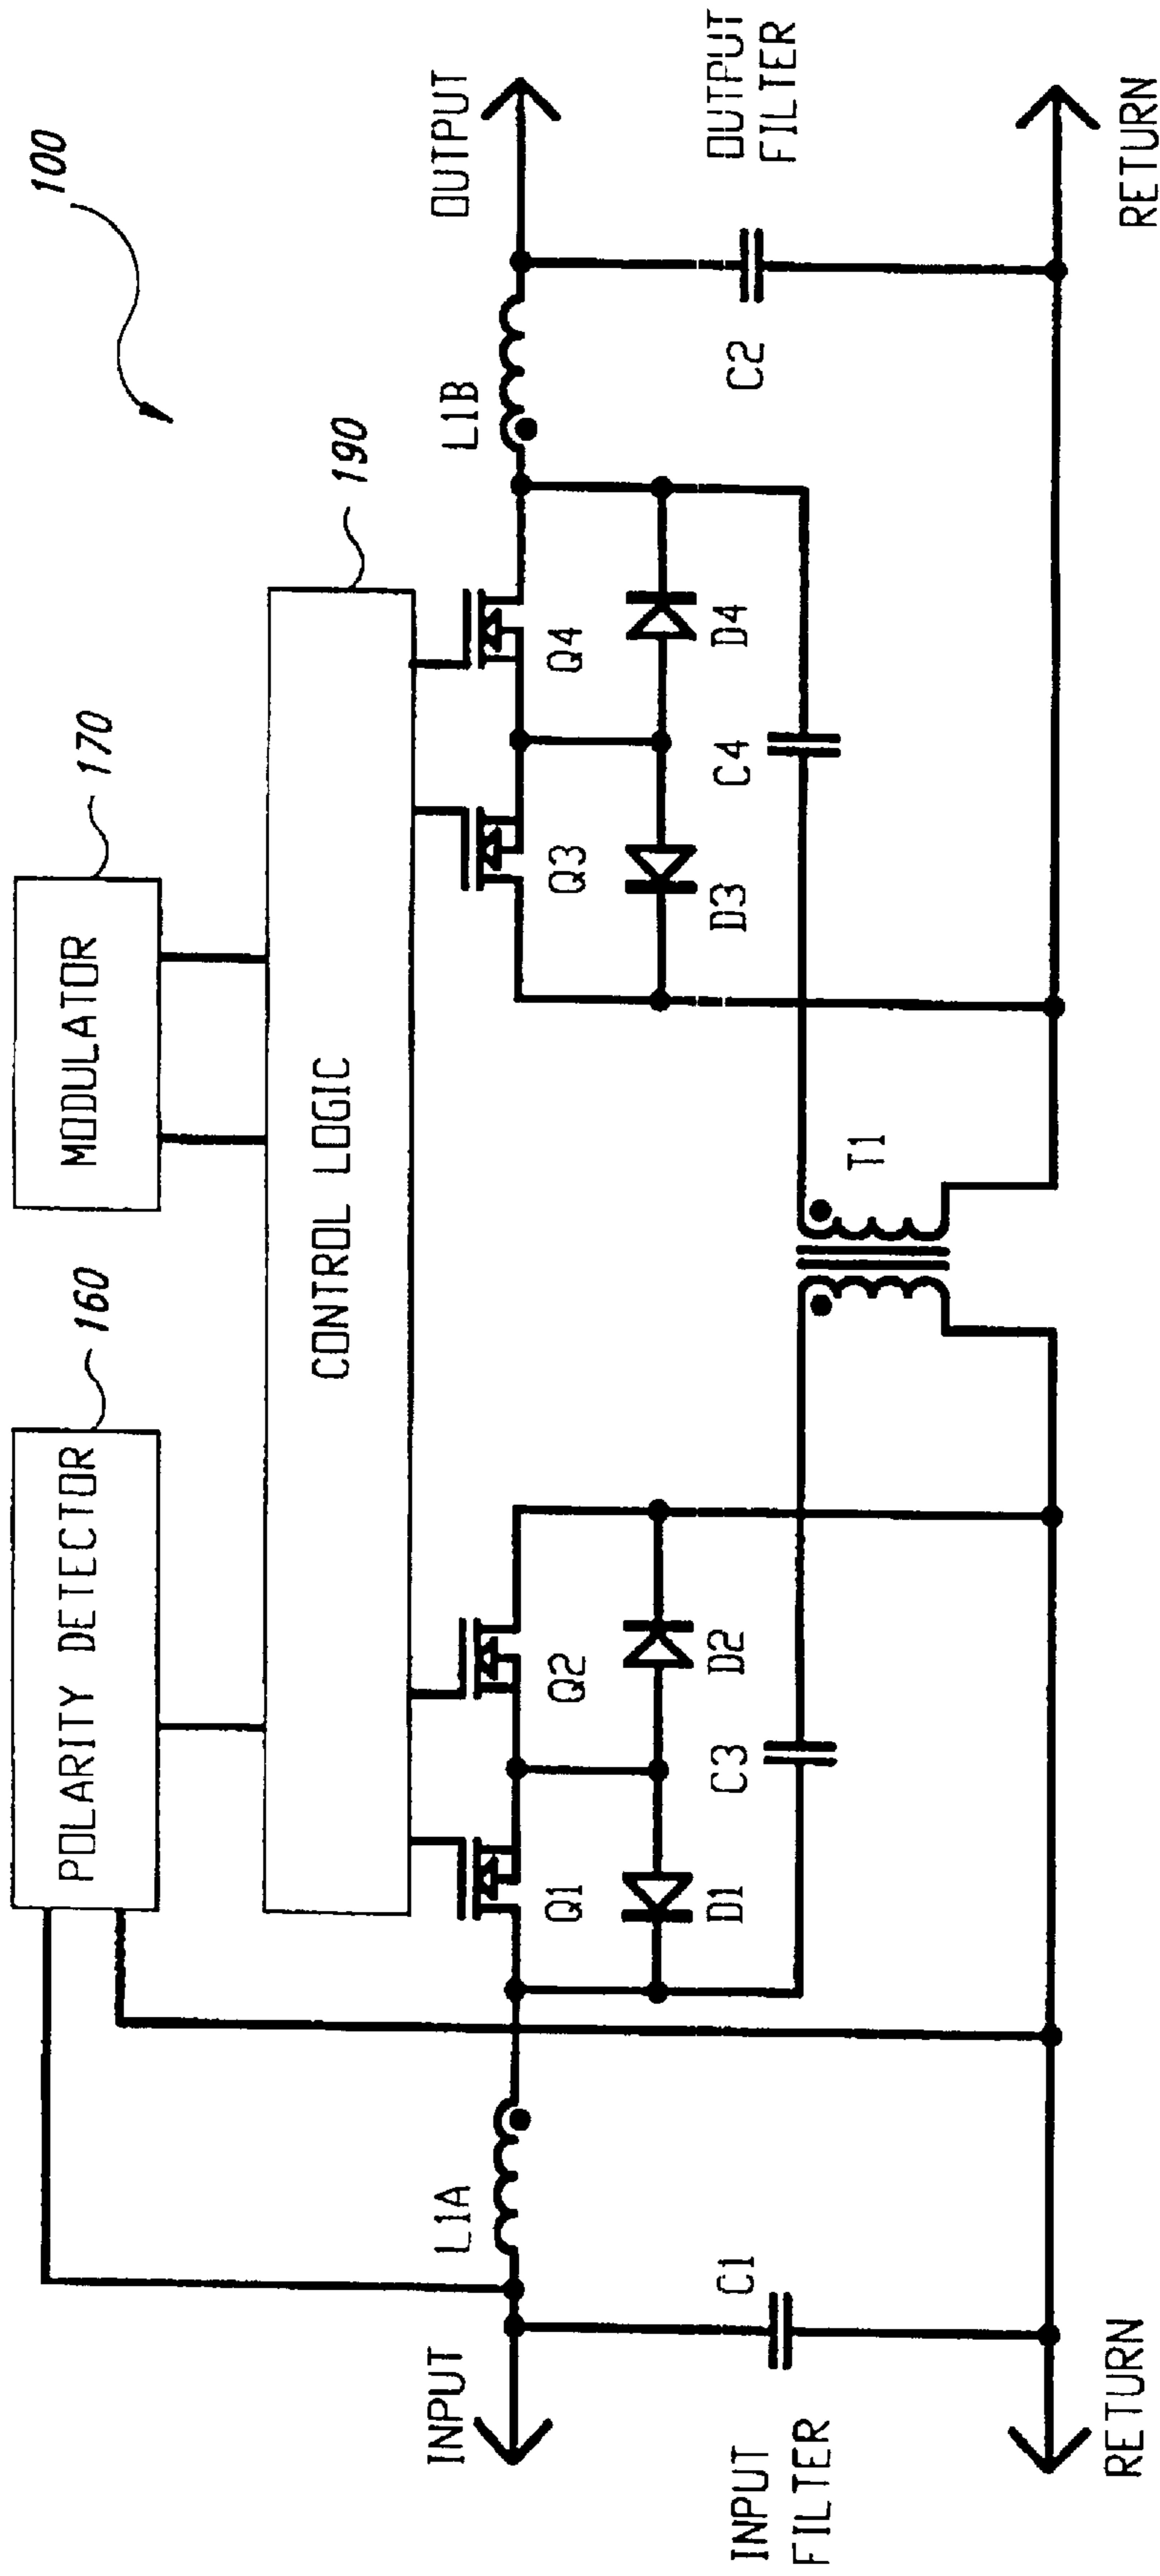 100
POLARITY DETECTOR
160
MODULATOR
170
CONTROL LOGIC
190
INPUT
L1A
Q1
Q2
Q3
Q4
L1B
OUTPUT
D1
D2
D3
D4
C1
C3
C4
C2
INPUT
FILTER
T1
OUTPUT
FILTER
RETURN
RETURN